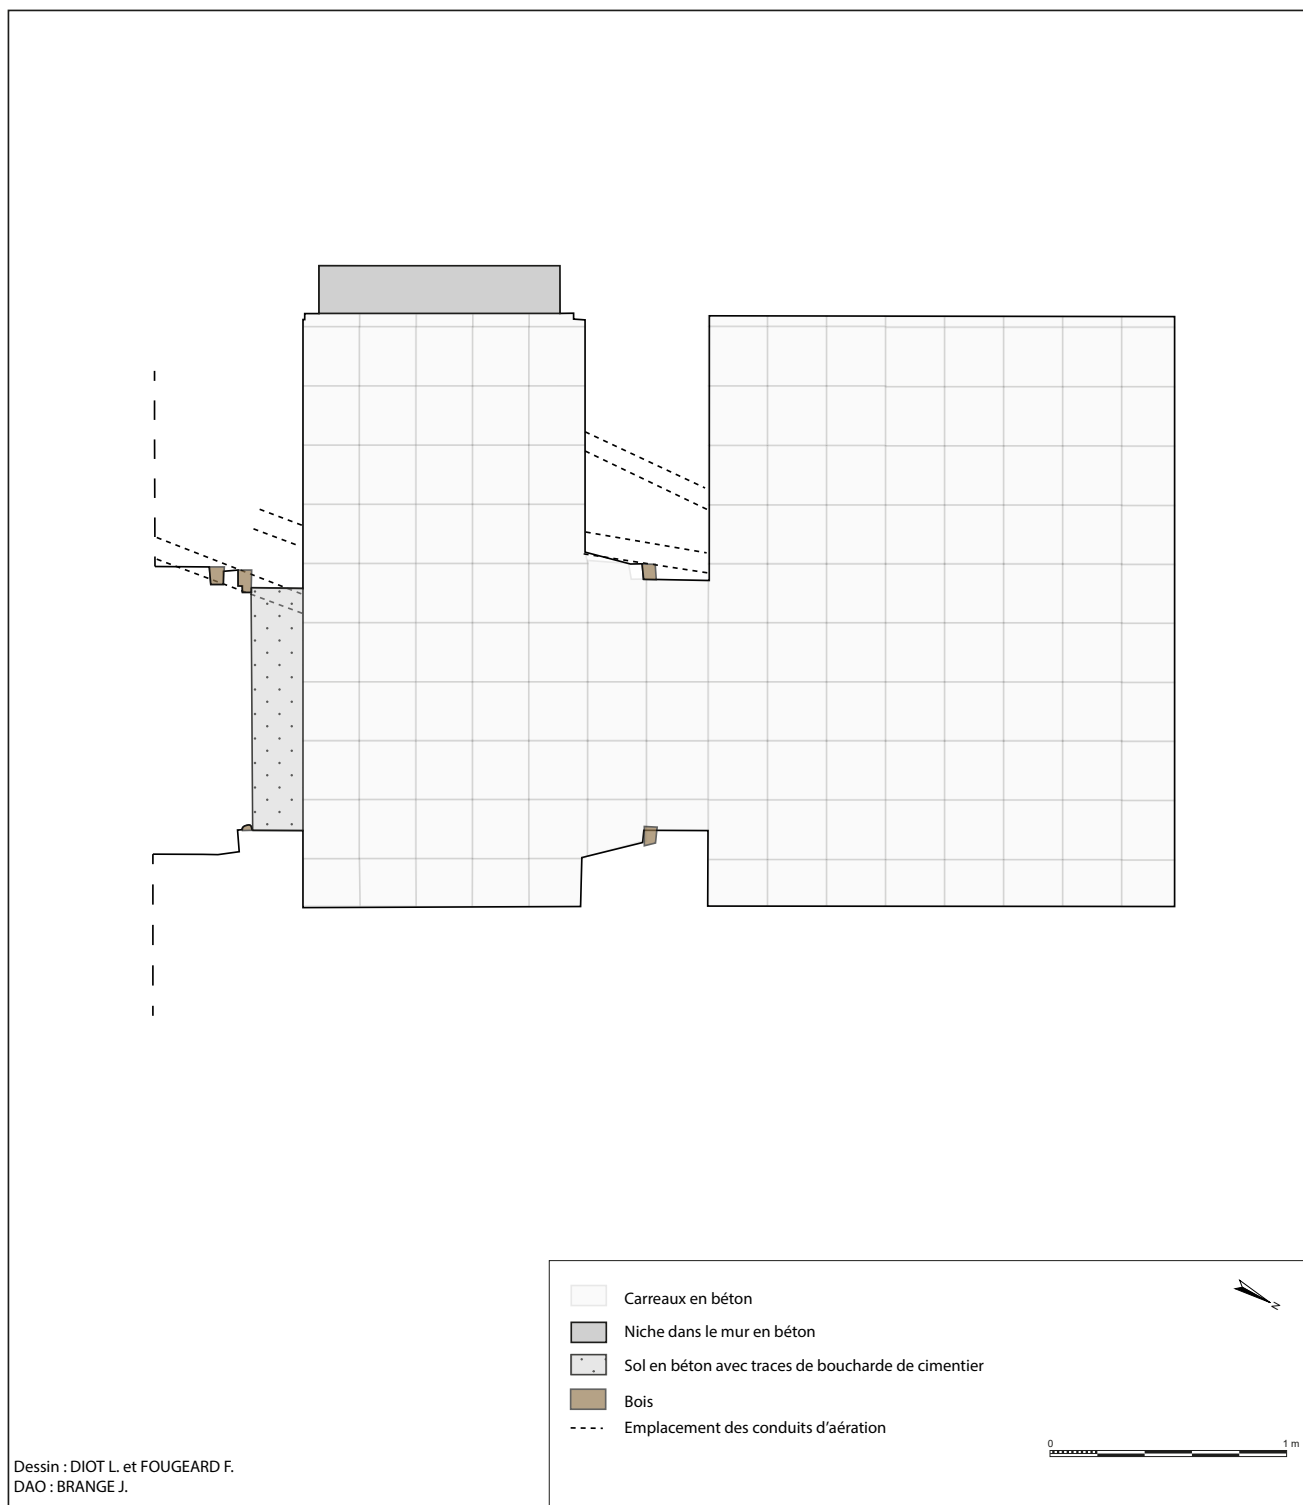 Carreaux en béton
N
Niche dans le mur en béton
Sol en béton avec traces de boucharde de cimentier
Bois
Emplacement des conduits d'aération
0 1 m
Dessin : DIOT L. et FOUGEARD F.
DAO : BRANGE J.